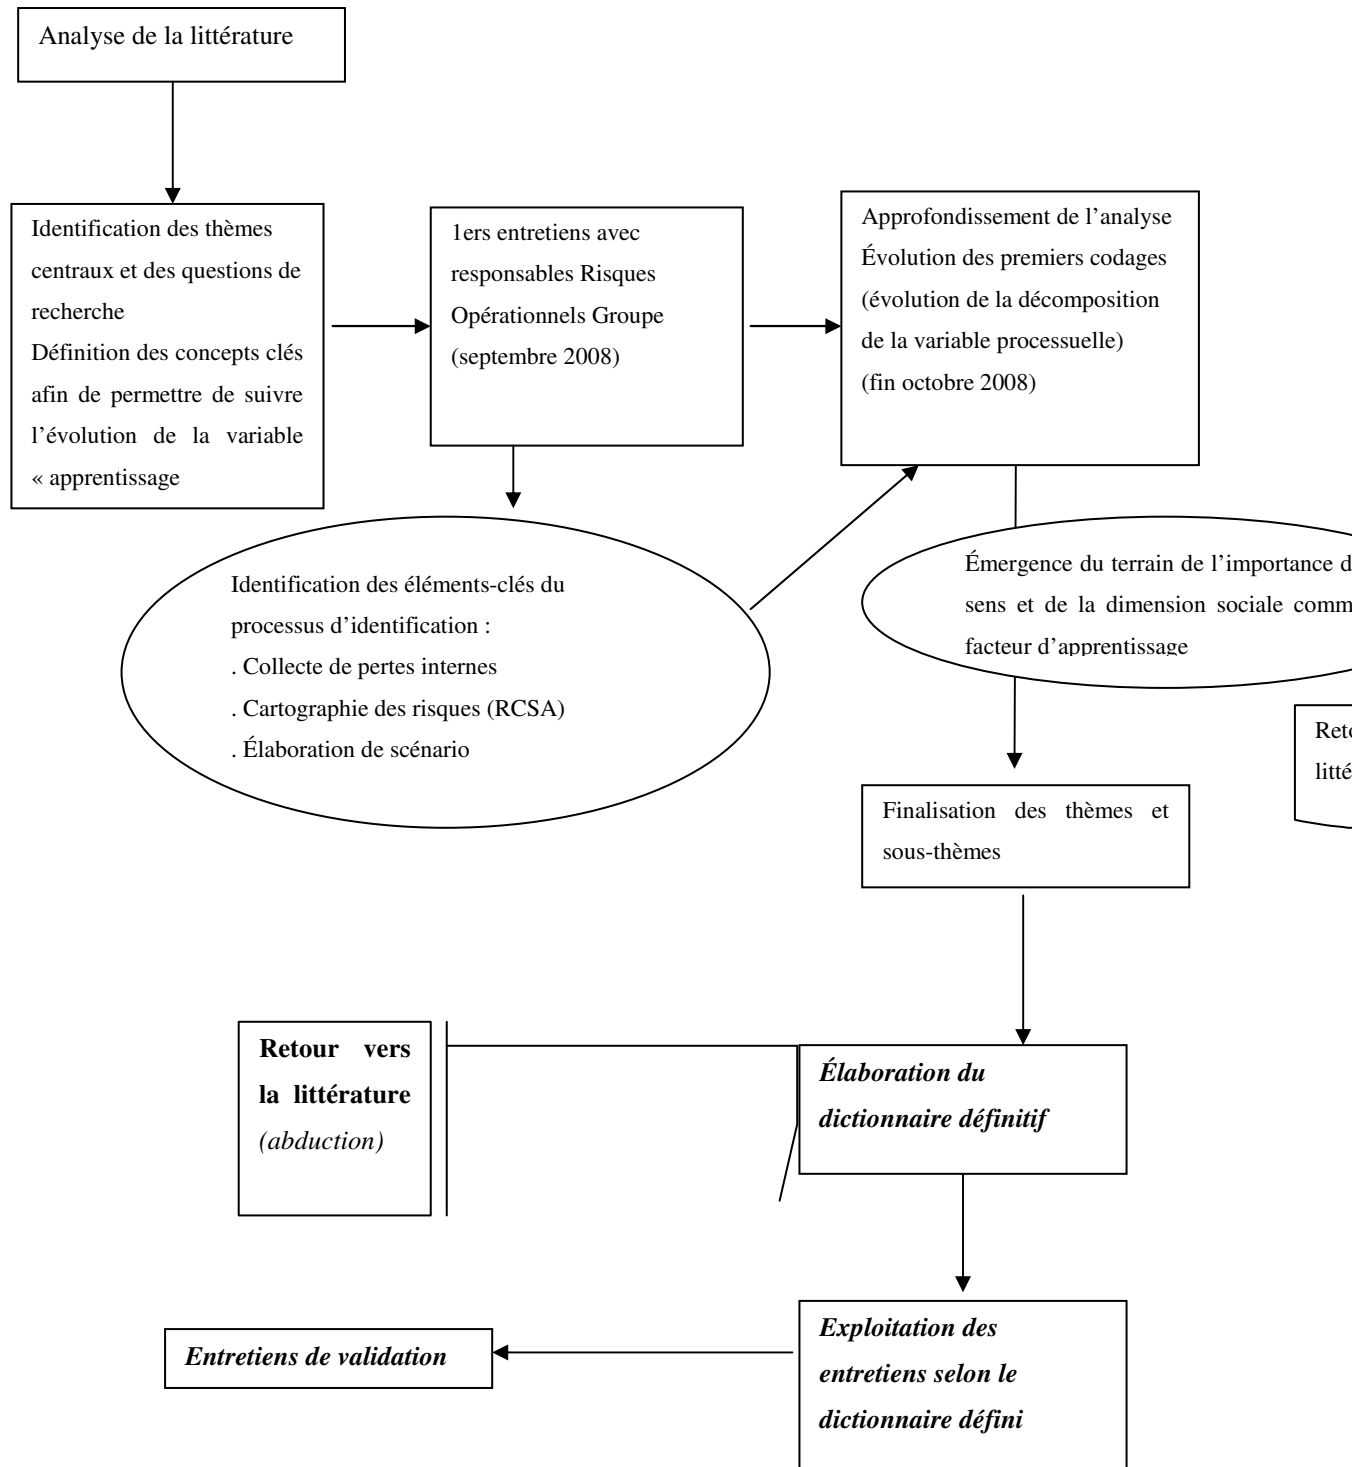 Analyse de la littérature
Identification des thèmes
centraux et des questions de
recherche
Définition des concepts clés
afin de permettre de suivre
l’évolution de la variable
« apprentissage
1ers entretiens avec
responsables Risques
Opérationnels Groupe
(septembre 2008)
Approfondissement de l’analyse
Évolution des premiers codages
(évolution de la décomposition
de la variable processuelle)
(fin octobre 2008)
Identification des éléments-clés du
processus d’identification :
. Collecte de pertes internes
. Cartographie des risques (RCSA)
. Élaboration de scénario
Émergence du terrain de l’importance
sens et de la dimension sociale
facteur d’apprentissage
Finalisation des thèmes et
sous-thèmes
Retour vers
la littérature
(abduction)
Élaboration du
dictionnaire définitif
Exploitation des
entretiens selon le
dictionnaire défini
Entretiens de validation